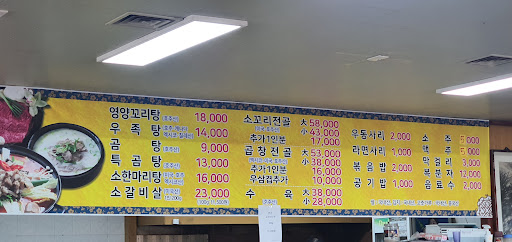 영양꼬리탕 (호주산) 18,000
우족탕 14,000
곰탕 9,000
특곰탕 13,000
소한마리탕 16,000
소갈비살 23,000
소꼬리전골 大 58,000
小 43,000
추가1인분 17,000
곱창전골 大 53,000
小 38,000
추가1인분 16,000
우삼겹추가 10,000
수육 大 38,000
小 28,000
우동사리 2,000
라면사리 1,000
볶음밥 2,000
공기밥 1,000
소주 5,000
맥주 5,000
막걸리 3,000
복분자 12,000
음료수 2,000